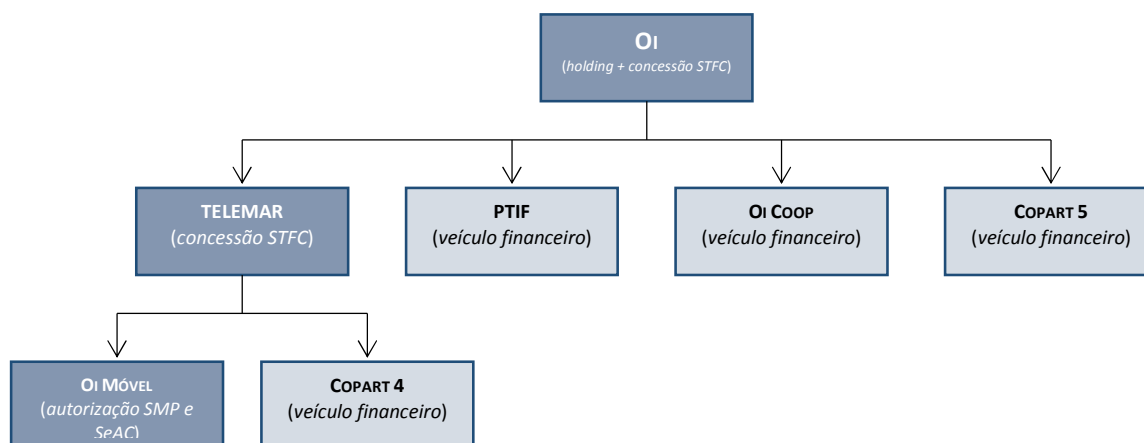 OI
(holding + concessão STFC)
TELEMAR
(concessão STFC)
PTIF
(veículo financeiro)
OI COOP
(veículo financeiro)
COPART 5
(veículo financeiro)
OI MÓVEL
(autorização SMP e
SeAC)
COPART 4
(veículo financeiro)